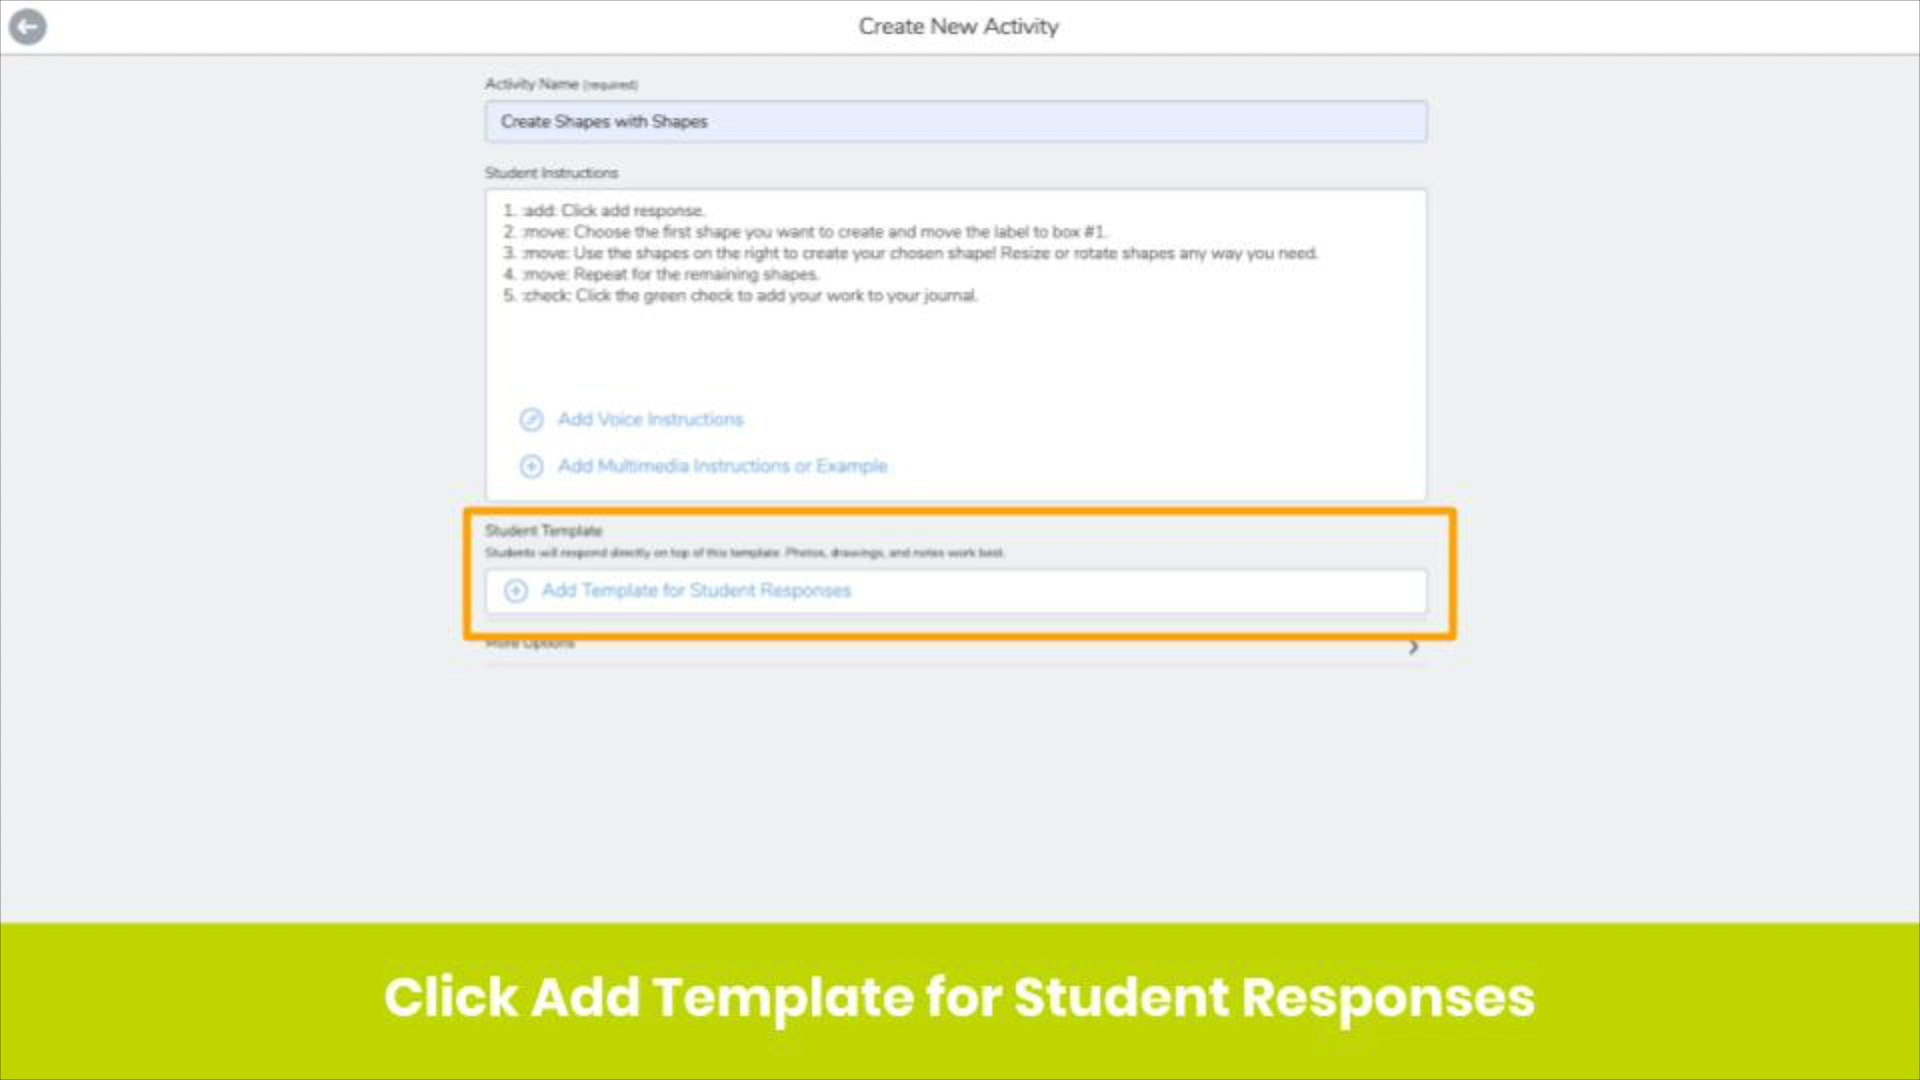 Create New Activity
Activity Name (required)
Create Shapes with Shapes
Student Instructions
1. :add: Click add response.
2. :move: Choose the first shape you want to create and move the label to box #1.
3. :move: Use the shapes on the right to create your chosen shape! Resize or rotate shapes any way you need.
4. :move: Repeat for the remaining shapes.
5. :check: Click the green check to add your work to your journal.
Add Voice Instructions
Add Multimedia Instructions or Example
Student Template
Students will respond directly on top of this template. Photos, drawings, and notes work best.
Add Template for Student Responses
More Options
Click Add Template for Student Responses